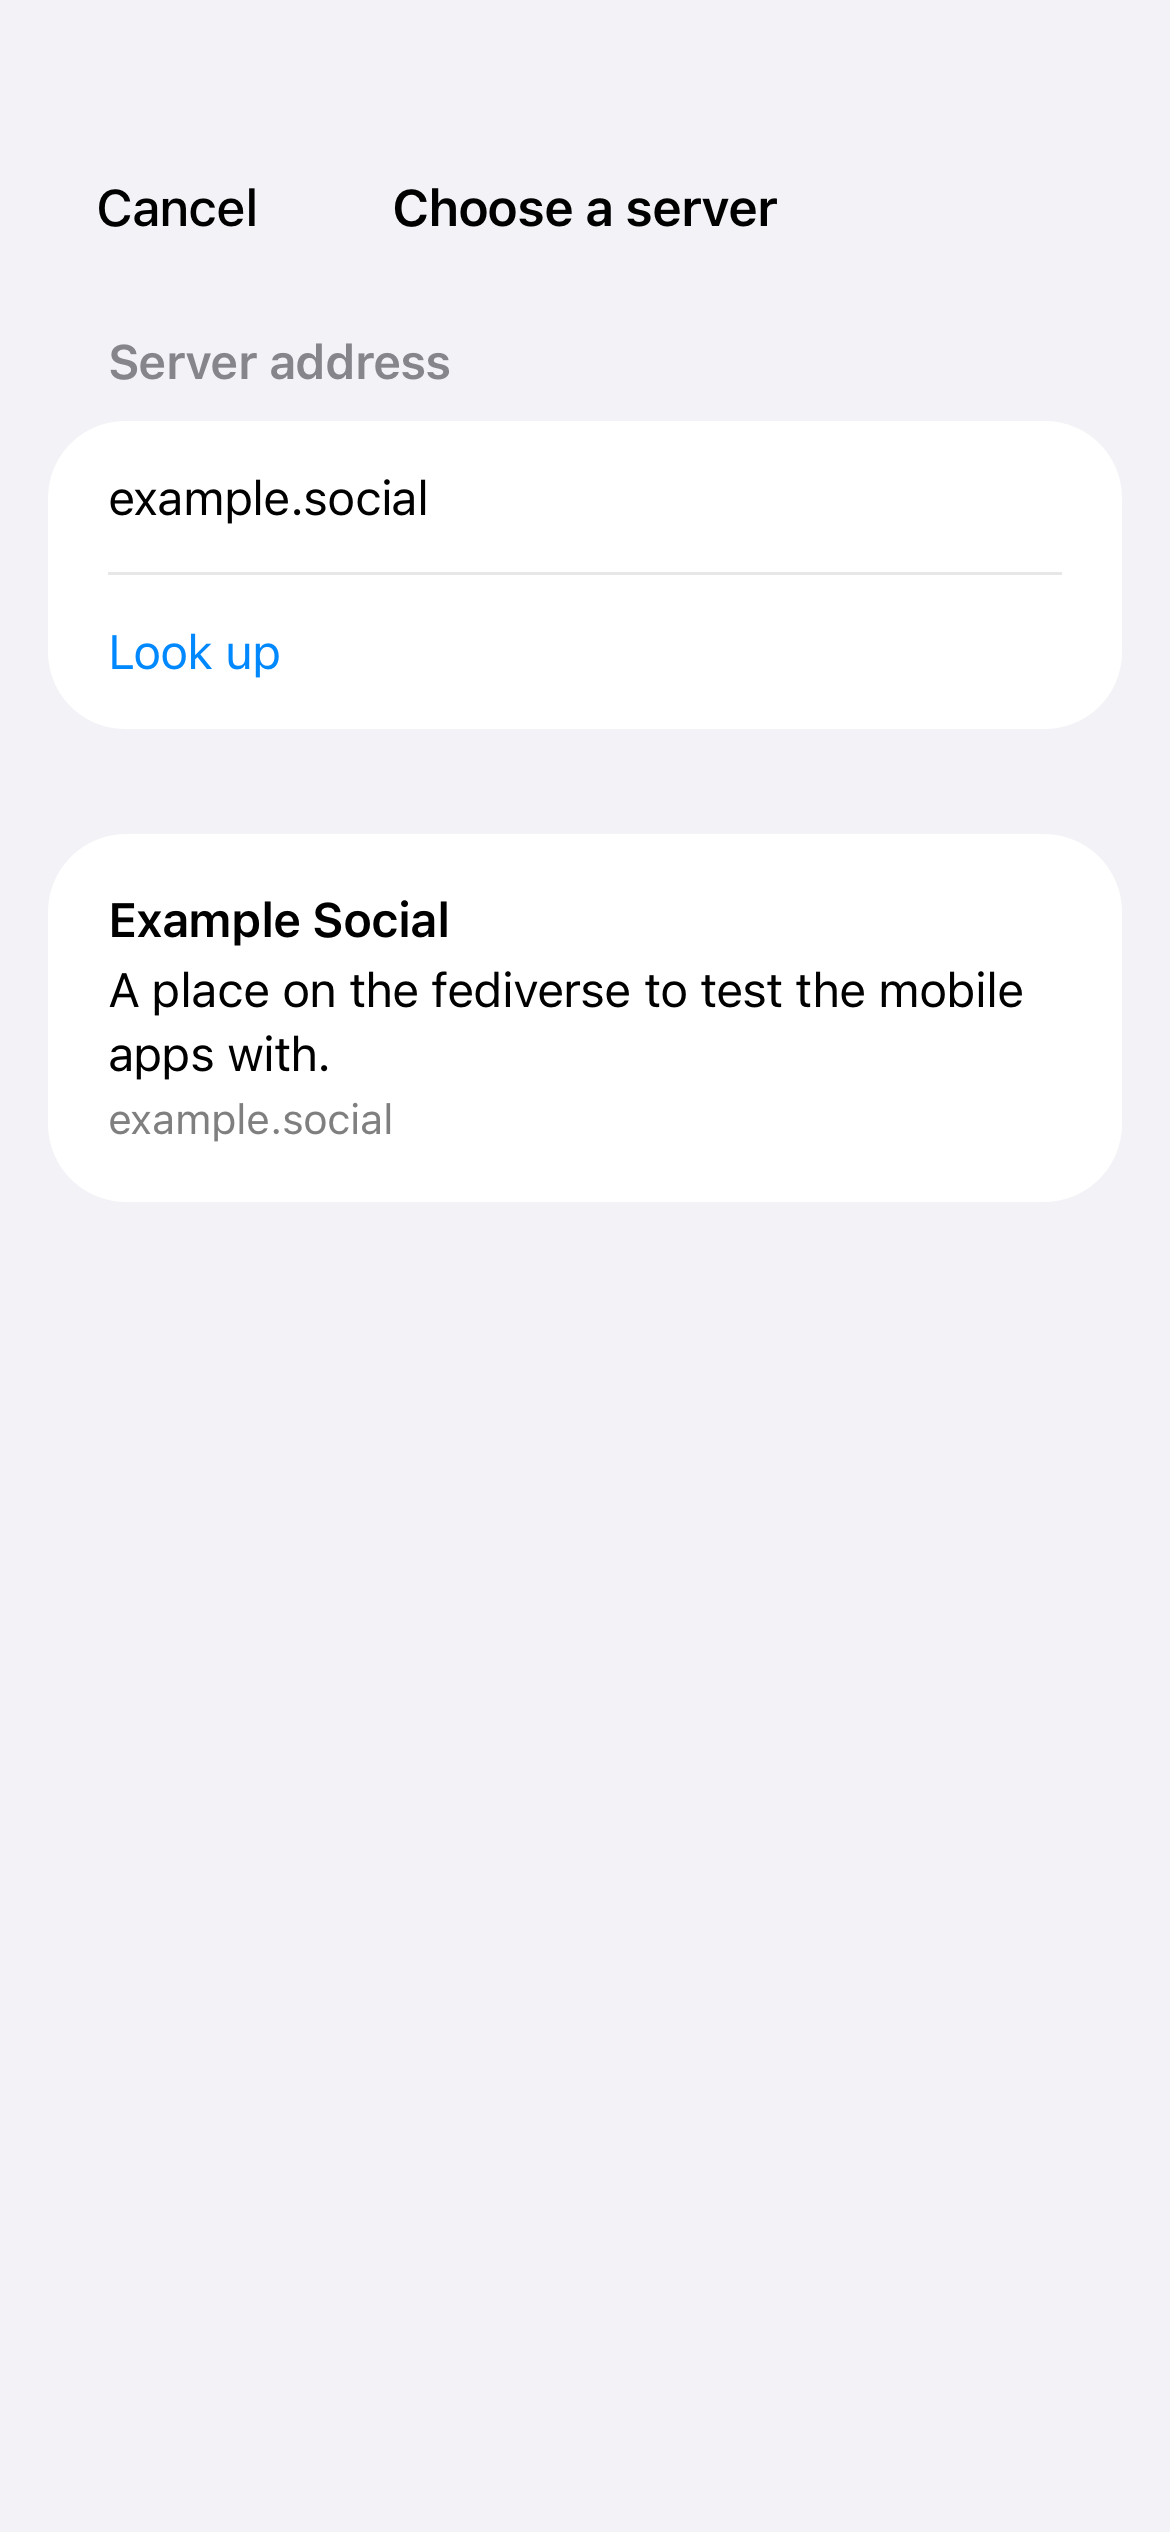 Cancel
Choose a server
Server address
example.social
Look up
Example Social
A place on the fediverse to test the mobile
apps with.
example.social